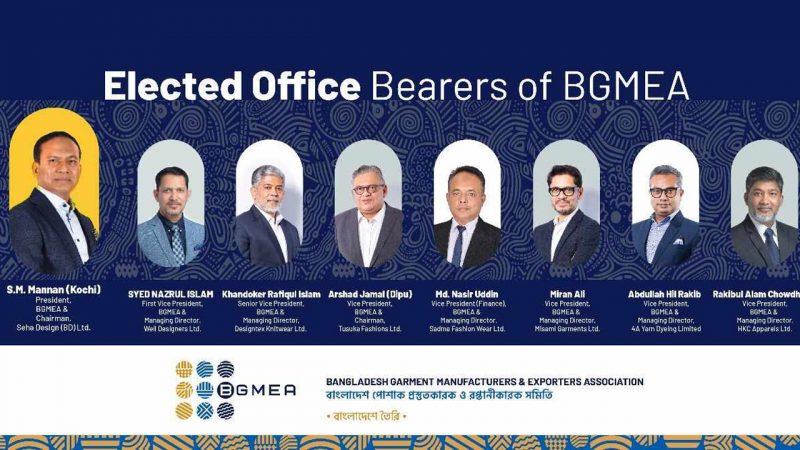 Elected Office Bearers of BGMEA
S.M. Mannan (Kochi)
President,
BGMEA &
Chairman,
Seha Design (BD) Ltd.
SYED NAZRUL ISLAM
First Vice President,
BGMEA &
Managing Director,
Well Designers Ltd.
Khandoker Rafiqul Islam
Senior Vice President,
BGMEA &
Managing Director,
Designtex Knitwear Ltd.
Arshad Jamal (Dipu)
Vice President,
BGMEA &
Chairman,
Tusuka Fashions Ltd.
Md. Nasir Uddin
Vice President (Finance),
BGMEA &
Managing Director,
Sadma Fashion Wear Ltd.
Miran Ali
Vice President,
BGMEA &
Managing Director,
Misami Garments Ltd.
Abdullah Hil Rakib
Vice President,
BGMEA &
Managing Director,
4A Yarn Dyeing Limited
Rakibul Alam Chowdh
Vice President,
BGMEA &
Managing Director,
HKC Apparels Ltd.
BGMEA
BANGLADESH GARMENT MANUFACTURERS & EXPORTERS ASSOCIATION
বাংলাদেশ পোশাক প্রস্তুতকারক ও রপ্তানীকারক সমিতি
• বাংলাদেশে তৈরি •